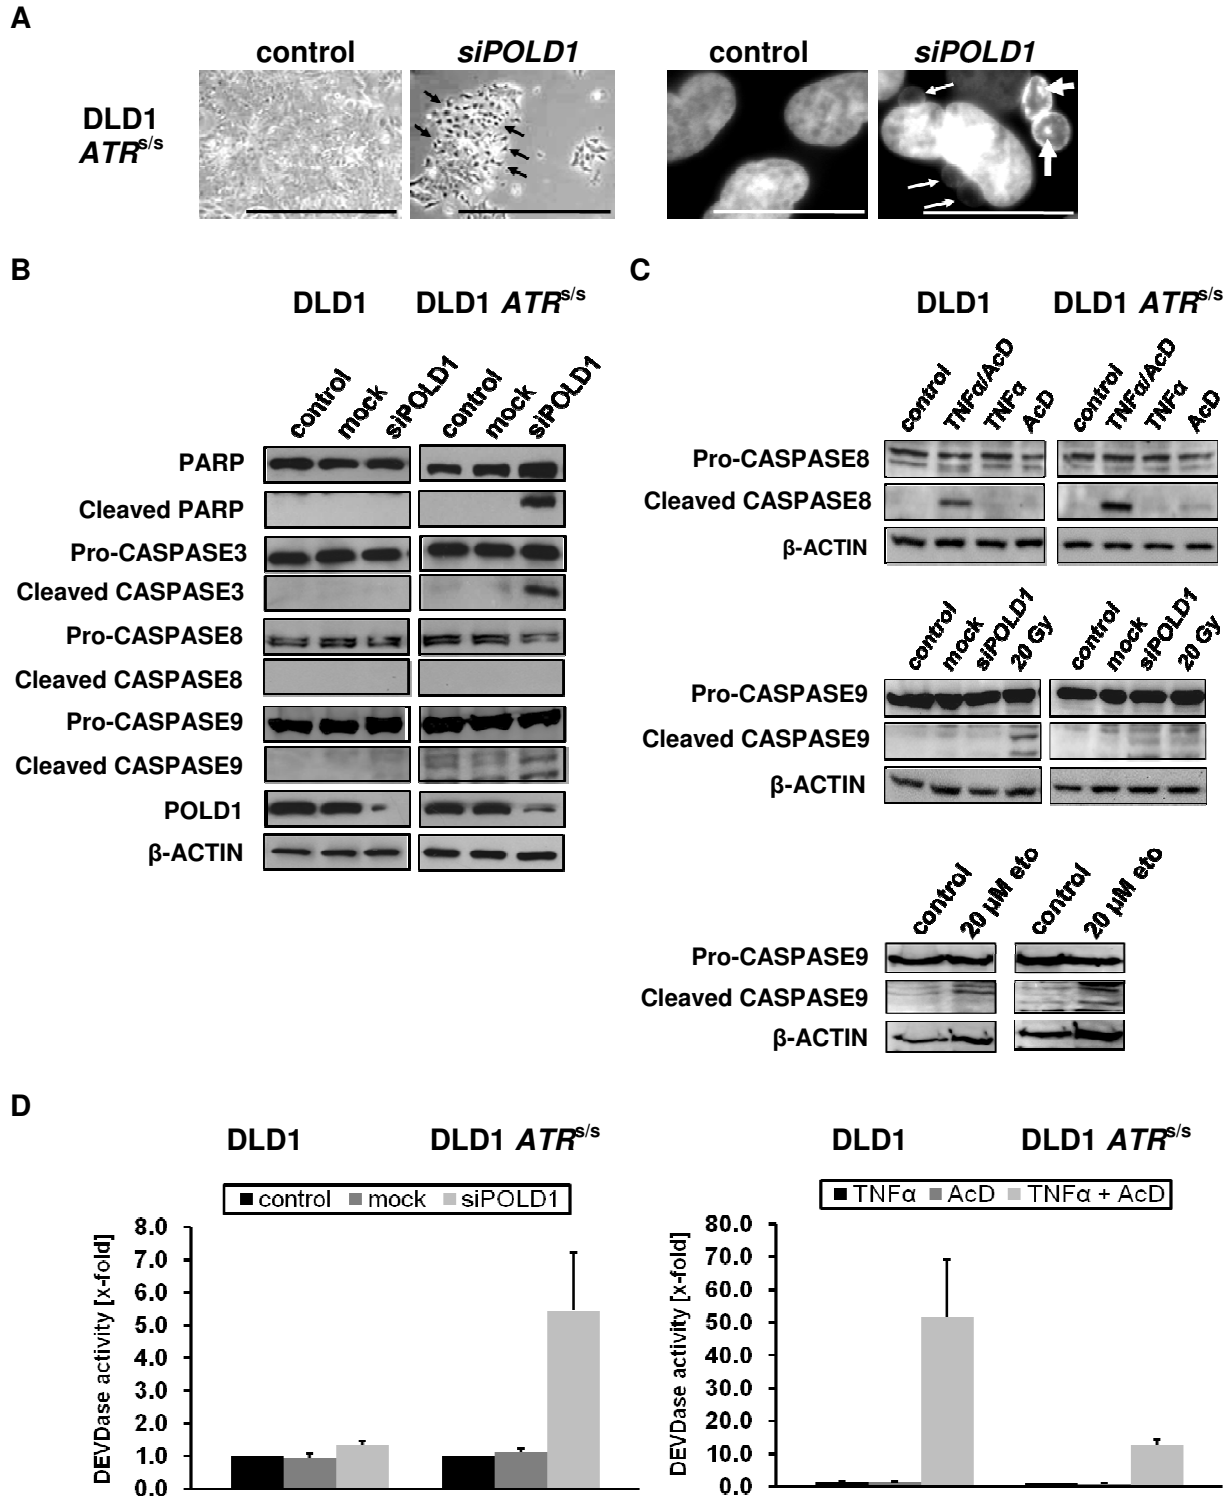 A
control siPOLD1 control siPOLD1
DLD1
ATRs/s
B
DLD1 DLD1 ATRs/s
control mock siPOLD1 control mock siPOLD1
PARP
Cleaved PARP
Pro-CASPASE3
Cleaved CASPASE3
Pro-CASPASE8
Cleaved CASPASE8
Pro-CASPASE9
Cleaved CASPASE9
POLD1
β-ACTIN
C
DLD1 DLD1 ATRs/s
control TNFα/AcD TNFα AcD control TNFα/AcD TNFα AcD
Pro-CASPASE8
Cleaved CASPASE8
β-ACTIN
control mock siPOLD1 20 Gy control mock siPOLD1 20 Gy
Pro-CASPASE9
Cleaved CASPASE9
β-ACTIN
control 20 μM eto control 20 μM eto
Pro-CASPASE9
Cleaved CASPASE9
β-ACTIN
D
DLD1 DLD1 ATRs/s
control mock siPOLD1
DEVDase activity [x-fold]
8.0
7.0
6.0
5.0
4.0
3.0
2.0
1.0
0.0
DLD1 DLD1 ATRs/s
TNFα AcD TNFα + AcD
DEVDase activity [x-fold]
80.0
70.0
60.0
50.0
40.0
30.0
20.0
10.0
0.0